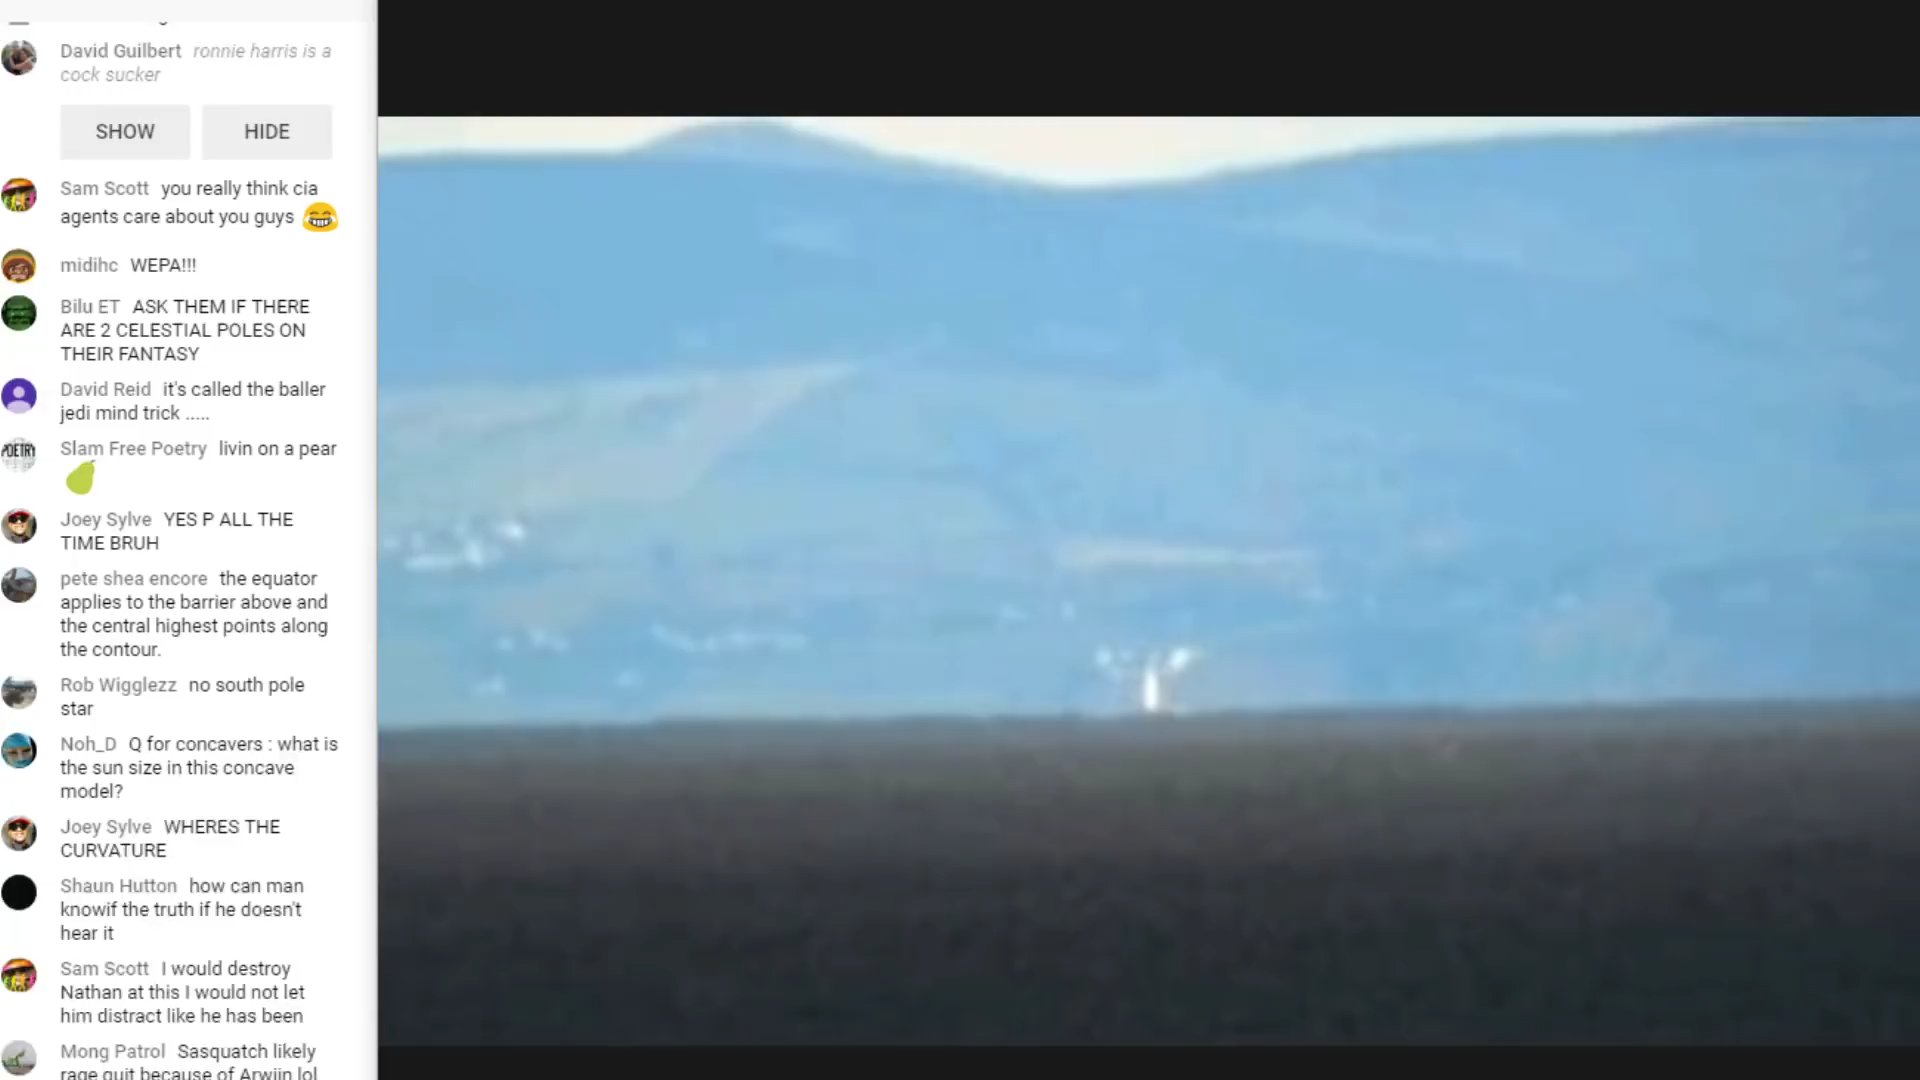 David Guilbert ronnie harris is a
cock sucker
SHOW HIDE
Sam Scott you really think cia
agents care about you guys 😂
midihc WEPA!!!
Bilu ET ASK THEM IF THERE
ARE 2 CELESTIAL POLES ON
THEIR FANTASY
David Reid it's called the baller
jedi mind trick .....
POETRY
Slam Free Poetry livin on a pear
🍐
Joey Sylve YES P ALL THE
TIME BRUH
pete shea encore the equator
applies to the barrier above and
the central highest points along
the contour.
Rob Wigglezz no south pole
star
Noh_D Q for concavers : what is
the sun size in this concave
model?
Joey Sylve WHERES THE
CURVATURE
Shaun Hutton how can man
knowif the truth if he doesn't
hear it
Sam Scott I would destroy
Nathan at this I would not let
him distract like he has been
Mong Patrol Sasquatch likely
rage quit because of Arwijn lol